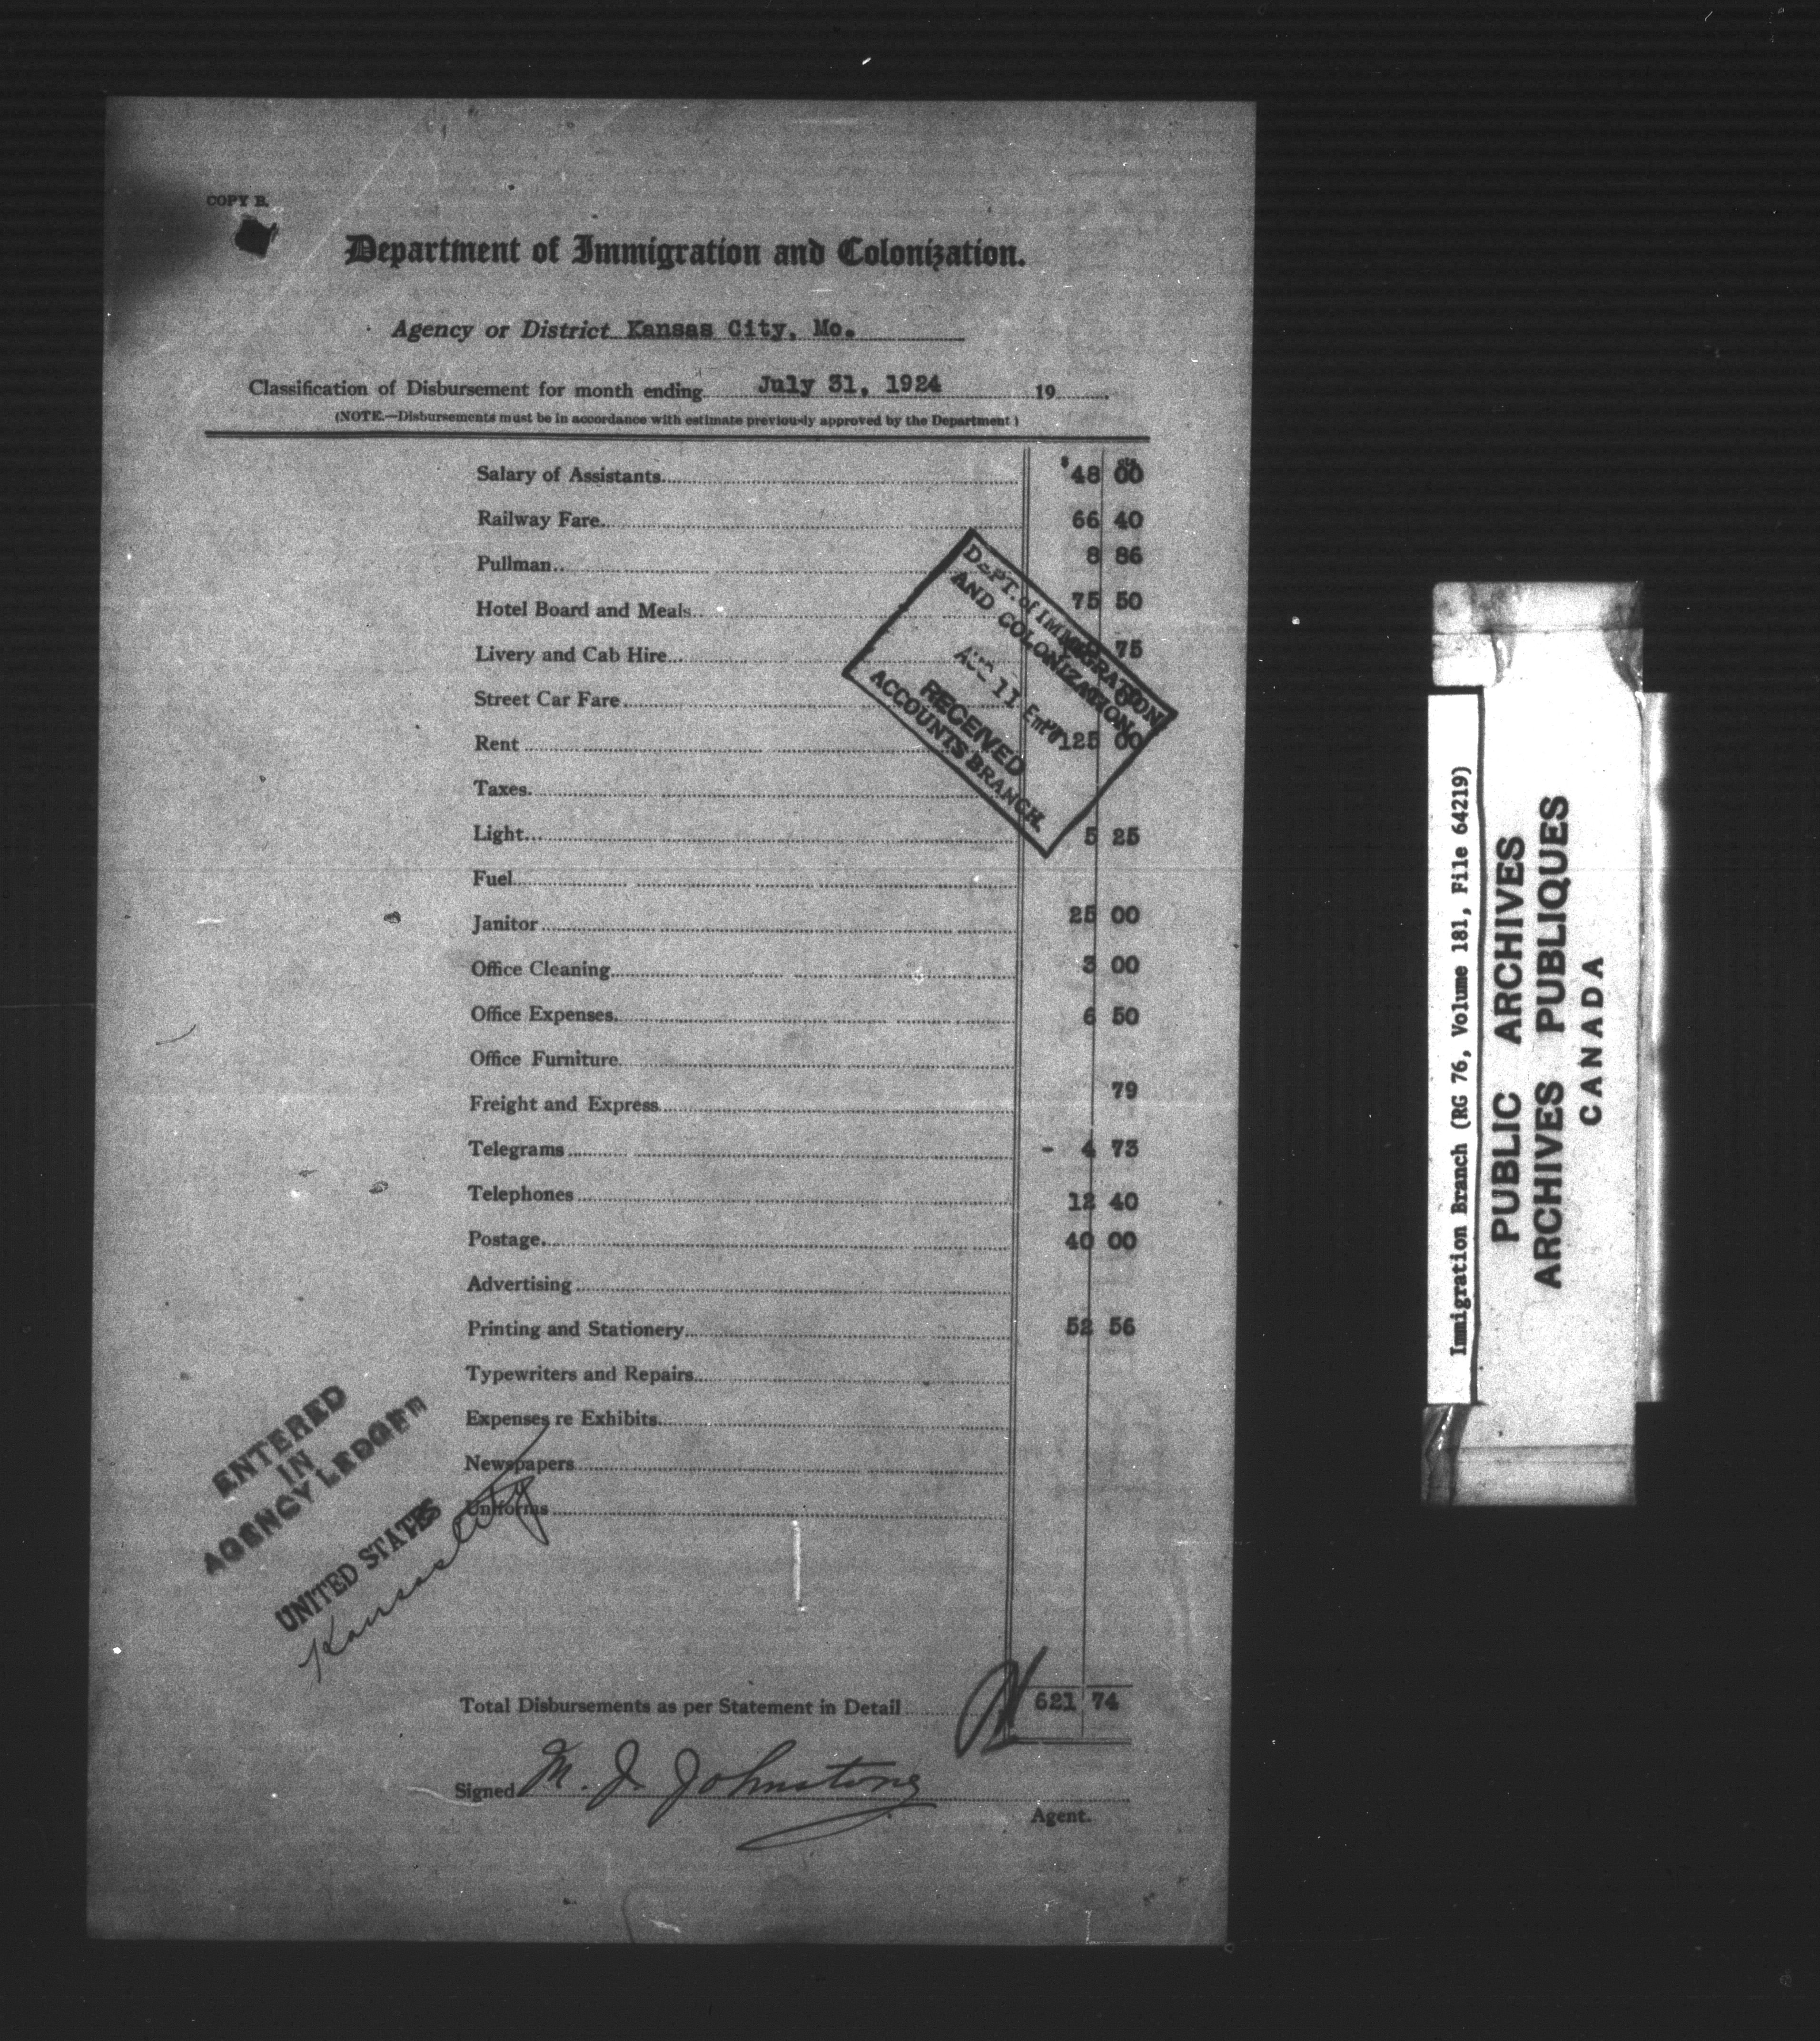 COPY B.
Department of Immigration and Colonization.
Agency or District Kansas City, Mo.
Classification of Disbursement for month ending July 31, 1924 19
(NOTE.—Disbursements must be in accordance with estimate previously approved by the Department)
Salary of Assistants $48 00 cts
Railway Fare 66 40
Pullman 8 86
Hotel Board and Meals 75 50
Livery and Cab Hire 75
Street Car Fare
Rent 125 00
Taxes
Light 5 25
Fuel
Janitor 25 00
Office Cleaning 3 00
Office Expenses 6 50
Office Furniture
Freight and Express 79
Telegrams - 4 73
Telephones 12 40
Postage 40 00
Advertising
Printing and Stationery 52 56
Typewriters and Repairs
Expenses re Exhibits
Newspapers
Uniforms
Total Disbursements as per Statement in Detail 621 74
Signed M. J. Johnstone
Agent.
DEPT. of IMMIGRATION
AND COLONIZATION
AUG 11
RECEIVED
ACCOUNTS BRANCH.
ENTERED
IN
AGENCY LEDGER
UNITED STATES
Kansas City
Immigration Branch (RG 76, Volume 181, File 64219)
PUBLIC ARCHIVES
ARCHIVES PUBLIQUES
CANADA